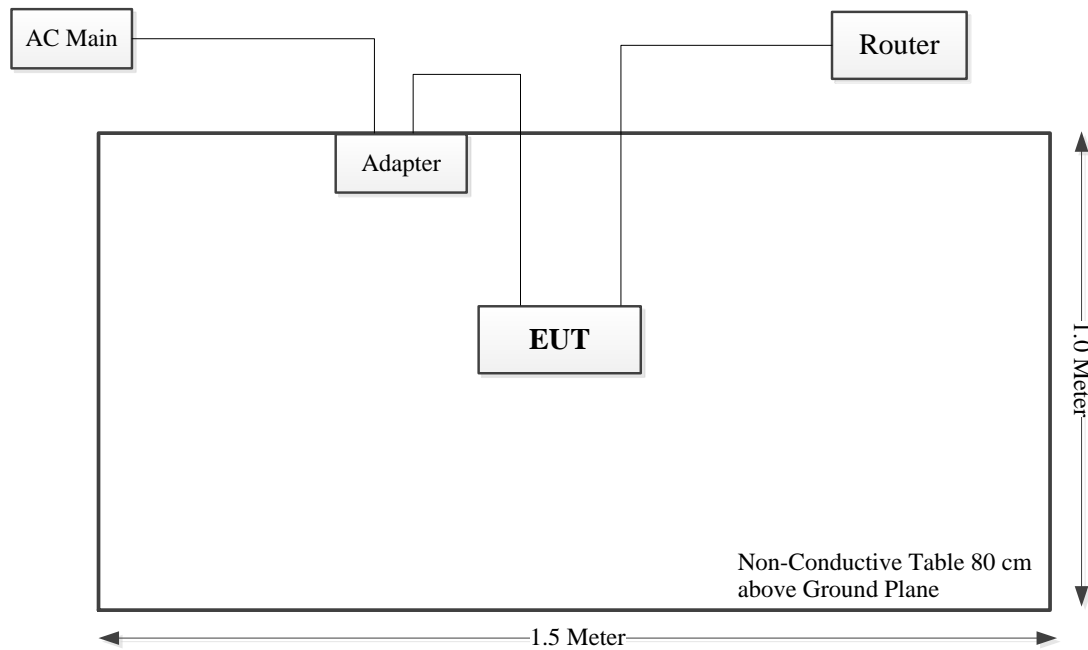 AC Main
Router
Adapter
EUT
1.0 Meter
Non-Conductive Table 80 cm
above Ground Plane
1.5 Meter